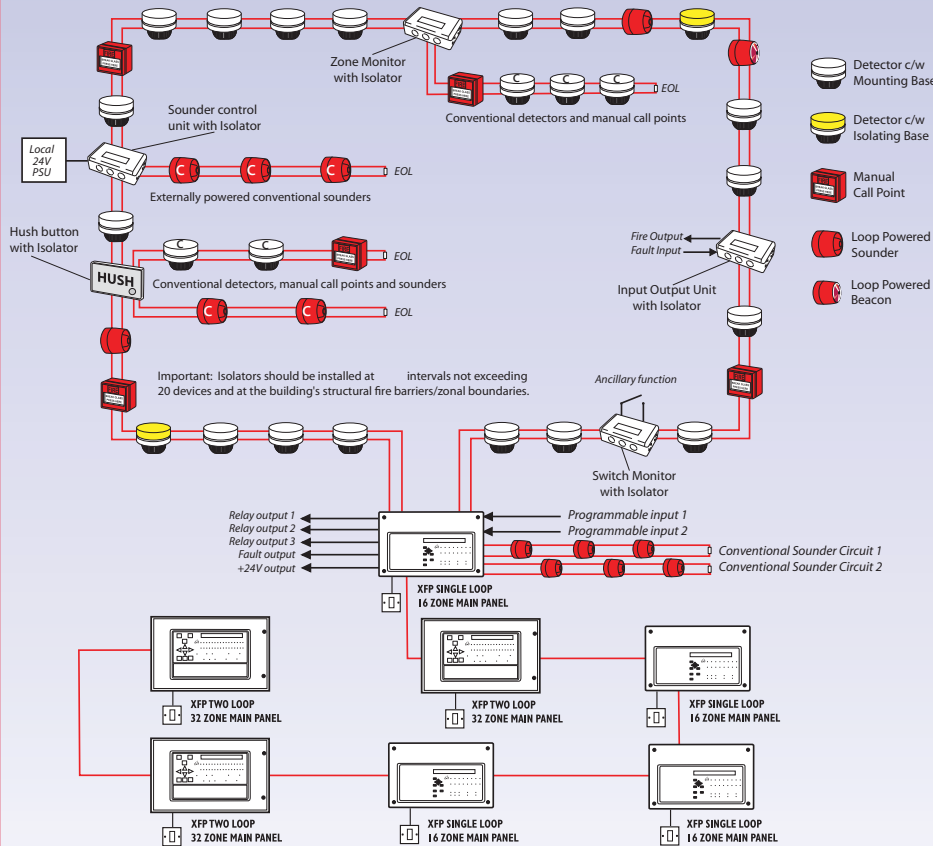 Zone Monitor
with Isolator
C
C
C
EOL
Conventional detectors and manual call points
Detector c/w
Mounting Base
Detector c/w
Isolating Base
Manual
Call Point
Loop Powered
Sounder
Loop Powered
Beacon
Sounder control
unit with Isolator
Local
24V
PSU
C
C
C
EOL
Externally powered conventional sounders
Hush button
with Isolator
HUSH
C
C
EOL
Conventional detectors, manual call points and sounders
C
C
EOL
Fire Output
Fault Input
Input Output Unit
with Isolator
Important: Isolators should be installed at intervals not exceeding
20 devices and at the building's structural fire barriers/zonal boundaries.
Ancillary function
Switch Monitor
with Isolator
Relay output 1
Relay output 2
Relay output 3
Fault output
+24V output
Programmable input 1
Programmable input 2
Conventional Sounder Circuit 1
Conventional Sounder Circuit 2
XFP SINGLE LOOP
16 ZONE MAIN PANEL
XFP TWO LOOP
32 ZONE MAIN PANEL
XFP TWO LOOP
32 ZONE MAIN PANEL
XFP SINGLE LOOP
16 ZONE MAIN PANEL
XFP TWO LOOP
32 ZONE MAIN PANEL
XFP SINGLE LOOP
16 ZONE MAIN PANEL
XFP SINGLE LOOP
16 ZONE MAIN PANEL